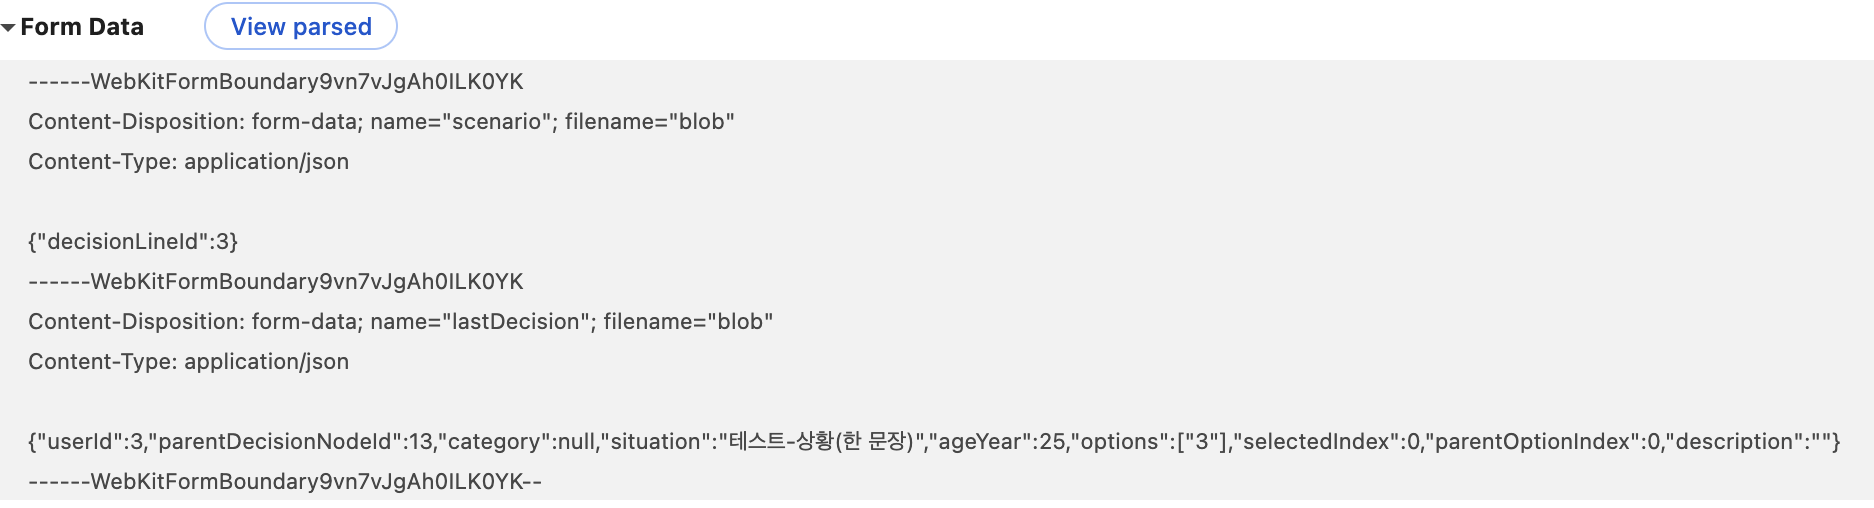 Form Data View parsed
------WebKitFormBoundary9vn7vJgAh0ILK0YK
Content-Disposition: form-data; name="scenario"; filename="blob"
Content-Type: application/json
{"decisionLineId":3}
------WebKitFormBoundary9vn7vJgAh0ILK0YK
Content-Disposition: form-data; name="lastDecision"; filename="blob"
Content-Type: application/json
{"userId":3,"parentDecisionNodeId":13,"category":null,"situation":"테스트-상황(한 문장)","ageYear":25,"options":["3"],"selectedIndex":0,"parentOptionIndex":0,"description":""}
------WebKitFormBoundary9vn7vJgAh0ILK0YK--